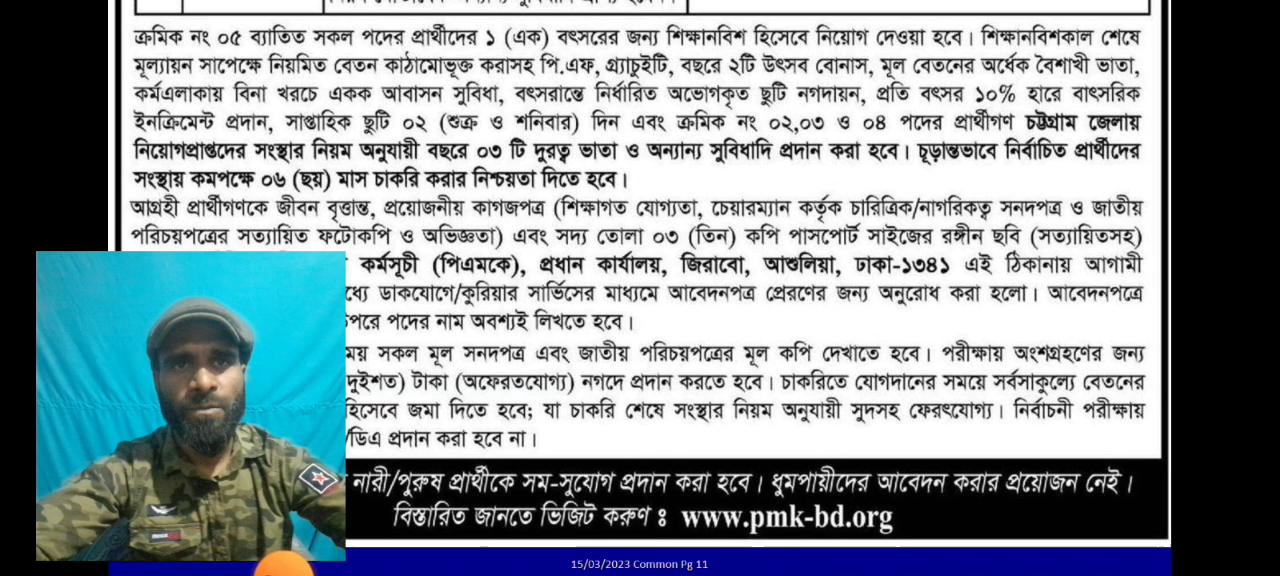 ক্রমিক নং ০৫ ব্যতিত সকল পদের প্রার্থীদের ১ (এক) বৎসরের জন্য শিক্ষানবিশ হিসেবে নিয়োগ দেওয়া হবে। শিক্ষানবিশকাল শেষে
মূল্যায়ন সাপেক্ষে নিয়মিত বেতন কাঠামোভূক্ত করাসহ পি.এফ, গ্র্যাচুইটি, বছরে ২টি উৎসব বোনাস, মূল বেতনের অর্ধেক বৈশাখী ভাতা,
কর্মএলাকায় বিনা খরচে একক আবাসন সুবিধা, বৎসরান্তে নির্ধারিত অভোগকৃত ছুটি নগদায়ন, প্রতি বৎসর ১০% হারে বাৎসরিক
ইনক্রিমেন্ট প্রদান, সাপ্তাহিক ছুটি ০২ (শুক্র ও শনিবার) দিন এবং ক্রমিক নং ০২,০৩ ও ০৪ পদের প্রার্থীগণ চট্টগ্রাম জেলায়
নিয়োগপ্রাপ্তদের সংস্থার নিয়ম অনুযায়ী বছরে ০৩ টি দুরত্ব ভাতা ও অন্যান্য সুবিধাদি প্রদান করা হবে। চূড়ান্তভাবে নির্বাচিত প্রার্থীদের
সংস্থায় কমপক্ষে ০৬ (ছয়) মাস চাকরি করার নিশ্চয়তা দিতে হবে।
আগ্রহী প্রার্থীগণকে জীবন বৃত্তান্ত, প্রয়োজনীয় কাগজপত্র (শিক্ষাগত যোগ্যতা, চেয়ারম্যান কর্তৃক চারিত্রিক/নাগরিকত্ব সনদপত্র ও জাতীয়
পরিচয়পত্রের সত্যায়িত ফটোকপি ও অভিজ্ঞতা) এবং সদ্য তোলা ০৩ (তিন) কপি পাসপোর্ট সাইজের রঙ্গীন ছবি (সত্যায়িতসহ)
কর্মসূচী (পিএমকে), প্রধান কার্যালয়, জিরাবো, আশুলিয়া, ঢাকা-১৩৪১ এই ঠিকানায় আগামী
ধ্যে ডাকযোগে/কুরিয়ার সার্ভিসের মাধ্যমে আবেদনপত্র প্রেরণের জন্য অনুরোধ করা হলো। আবেদনপত্রে
পরে পদের নাম অবশ্যই লিখতে হবে।
ময় সকল মূল সনদপত্র এবং জাতীয় পরিচয়পত্রের মূল কপি দেখাতে হবে। পরীক্ষায় অংশগ্রহণের জন্য
দুইশত) টাকা (অফেরতযোগ্য) নগদে প্রদান করতে হবে। চাকরিতে যোগদানের সময়ে সর্বসাকুল্যে বেতনের
হিসেবে জমা দিতে হবে; যা চাকরি শেষে সংস্থার নিয়ম অনুযায়ী সুদসহ ফেরৎযোগ্য। নির্বাচনী পরীক্ষায়
/ডিএ প্রদান করা হবে না।
নারী/পুরুষ প্রার্থীকে সম-সুযোগ প্রদান করা হবে। ধুমপায়ীদের আবেদন করার প্রয়োজন নেই।
বিস্তারিত জানতে ভিজিট করুণ ঃ www.pmk-bd.org
15/03/2023 Common Pg 11